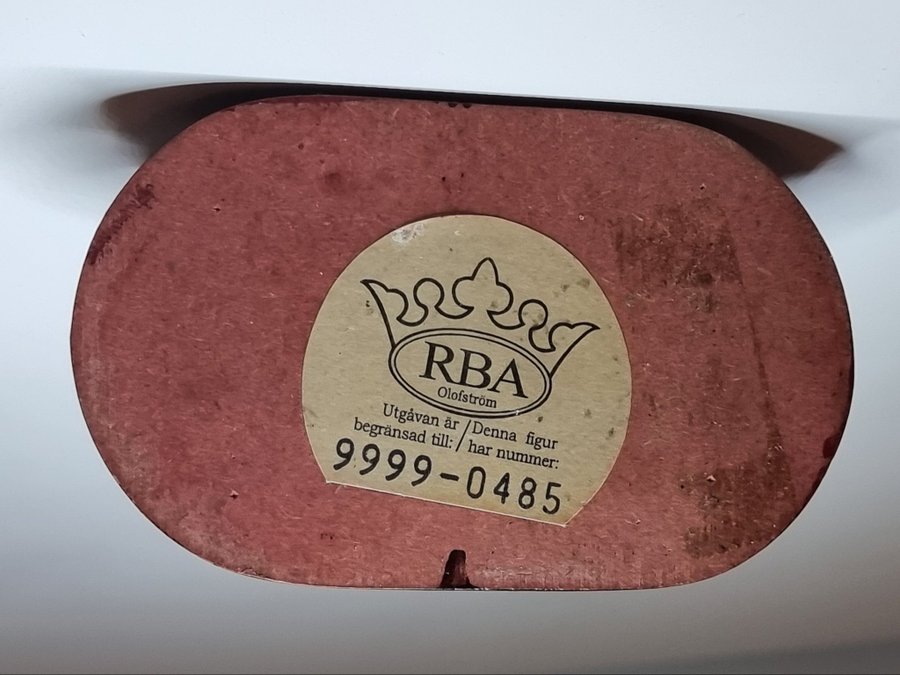 RBA
Olofström
Utgåvan är / Denna figur
begränsad till: / har nummer:
9999-0485